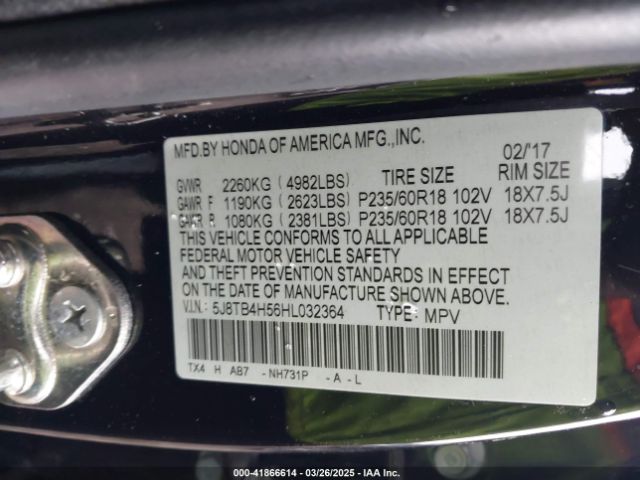 MFD.BY HONDA OF AMERICA MFG.,INC. 02/'17
GVWR 2260KG ( 4982LBS) TIRE SIZE RIM SIZE
GAWR F 1190KG (2623LBS) P235/60R18 102V 18X7.5J
GAWR R 1080KG (2381LBS) P235/60R18 102V 18X7.5J
THIS VEHICLE CONFORMS TO ALL APPLICABLE
FEDERAL MOTOR VEHICLE SAFETY
AND THEFT PREVENTION STANDARDS IN EFFECT
ON THE DATE OF MANUFACTURE SHOWN ABOVE.
V.I.N.: 5J8TB4H56HL032364 TYPE: MPV
TX4 H AB7 -NH731P -A-L
000-41866614 — 03/26/2025 — IAA Inc.